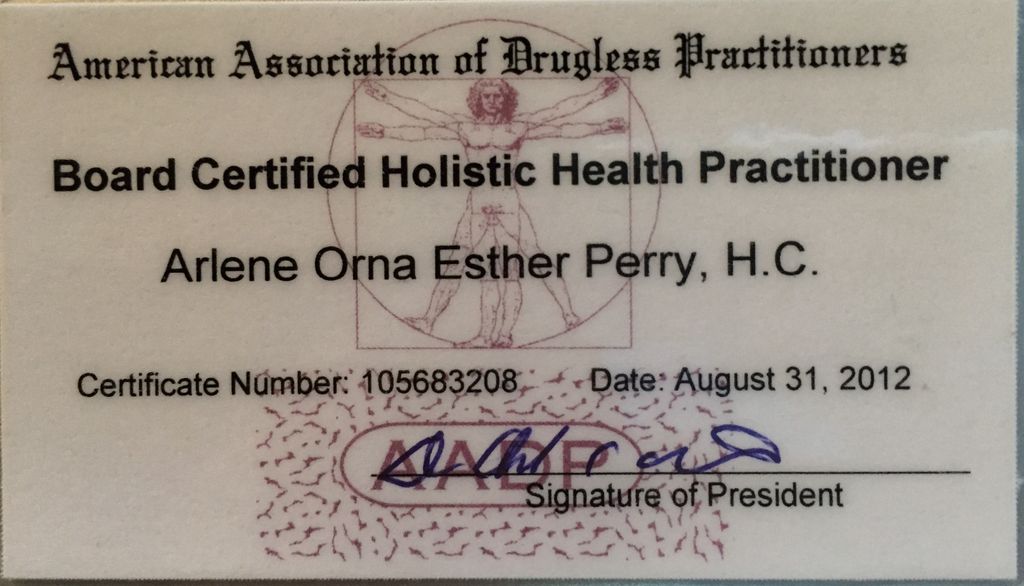 American Association of Drugless Practitioners
Board Certified Holistic Health Practitioner
Arlene Orna Esther Perry, H.C.
Certificate Number: 105683208 Date: August 31, 2012
AADP
Signature of President